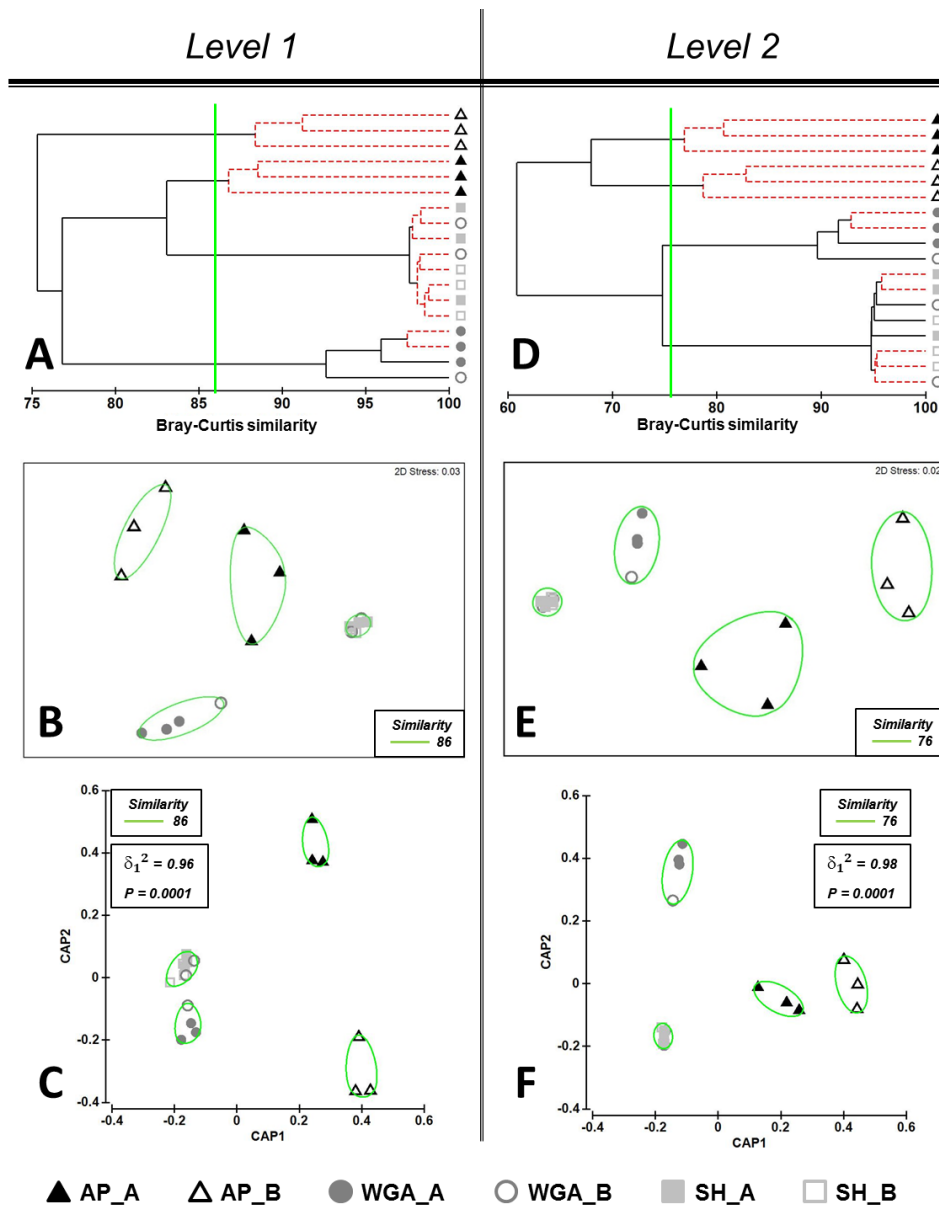 Level 1
Level 2
A
75 80 85 90 95 100
Bray-Curtis similarity
D
60 70 80 90 100
Bray-Curtis similarity
2D Stress: 0.03
B
Similarity
86
2D Stress: 0.02
E
Similarity
76
0.6
0.4
0.2
0
-0.2
-0.4
CAP2
Similarity
86
δ₁² = 0.96
P = 0.0001
C
-0.4 -0.2 0 0.2 0.4 0.6
CAP1
0.6
0.4
0.2
0
-0.2
-0.4
CAP2
Similarity
76
δ₁² = 0.98
P = 0.0001
F
-0.4 -0.2 0 0.2 0.4 0.6
CAP1
AP_A AP_B WGA_A WGA_B SH_A SH_B